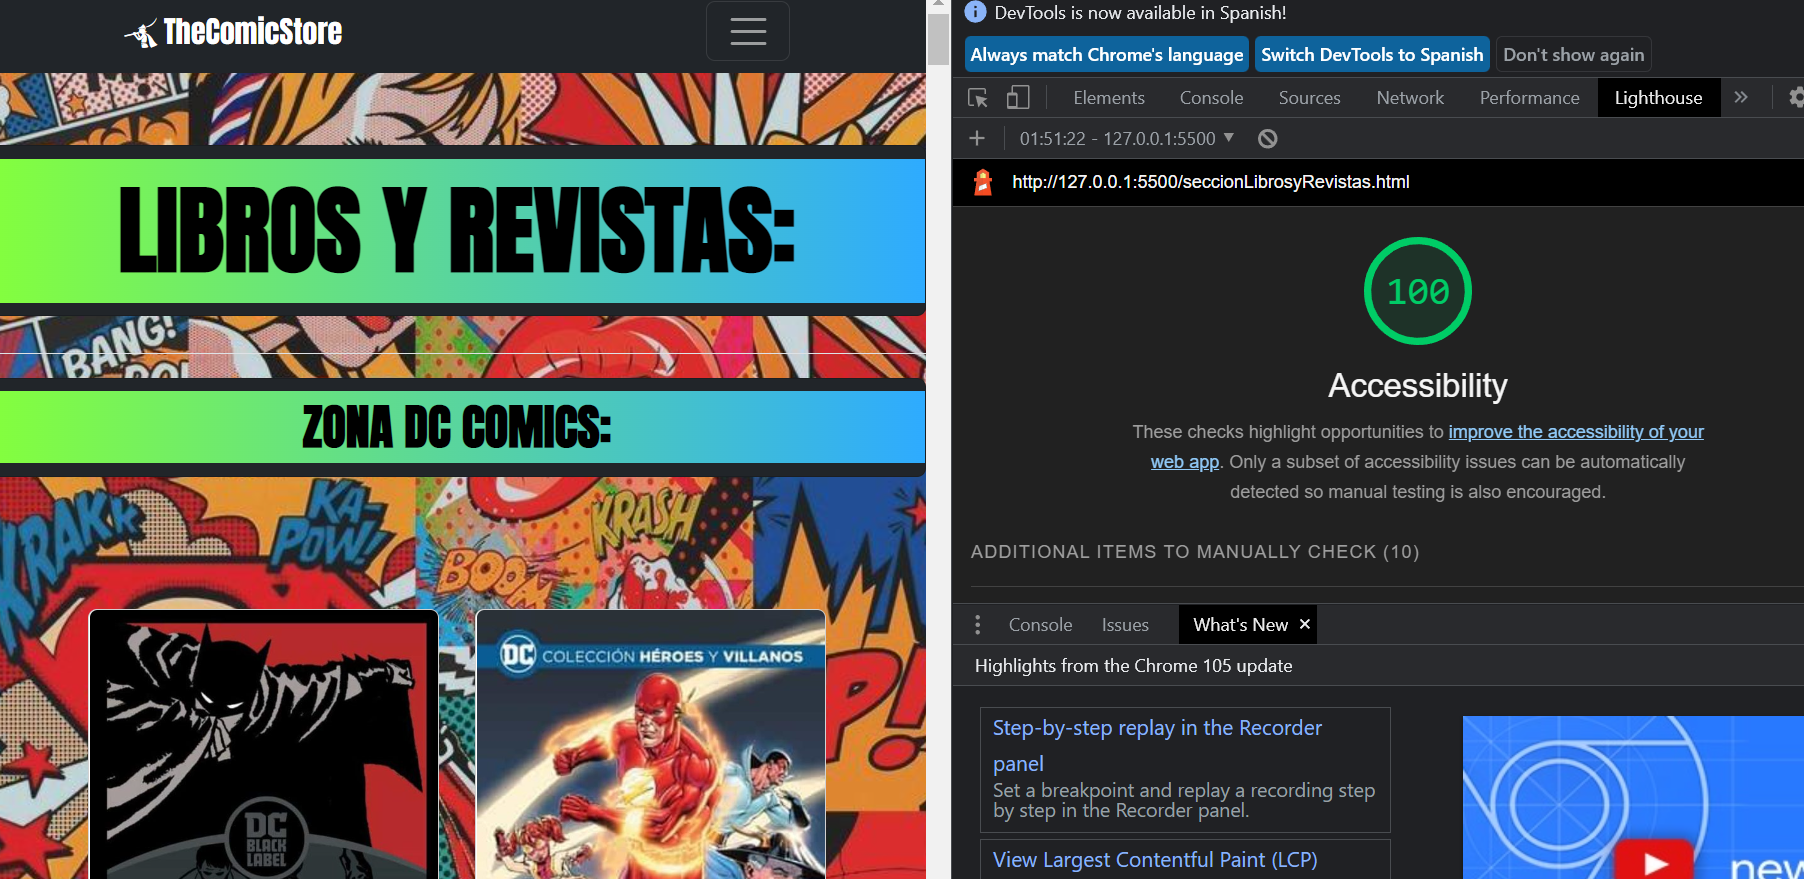 TheComicStore
LIBROS Y REVISTAS:
BANG!
ZONA DC COMICS:
KRAKK
KA-
POW!
BOOM
KRASH
DC
BLACK
LABEL
DC COLECCIÓN HÉROES Y VILLANOS
DevTools is now available in Spanish!
Always match Chrome's language
Switch DevTools to Spanish
Don't show again
Elements
Console
Sources
Network
Performance
Lighthouse
01:51:22 - 127.0.0.1:5500
http://127.0.0.1:5500/seccionLibrosyRevistas.html
100
Accessibility
These checks highlight opportunities to improve the accessibility of your
web app. Only a subset of accessibility issues can be automatically
detected so manual testing is also encouraged.
ADDITIONAL ITEMS TO MANUALLY CHECK (10)
Console
Issues
What's New
Highlights from the Chrome 105 update
Step-by-step replay in the Recorder
panel
Set a breakpoint and replay a recording step
by step in the Recorder panel.
View Largest Contentful Paint (LCP)
new